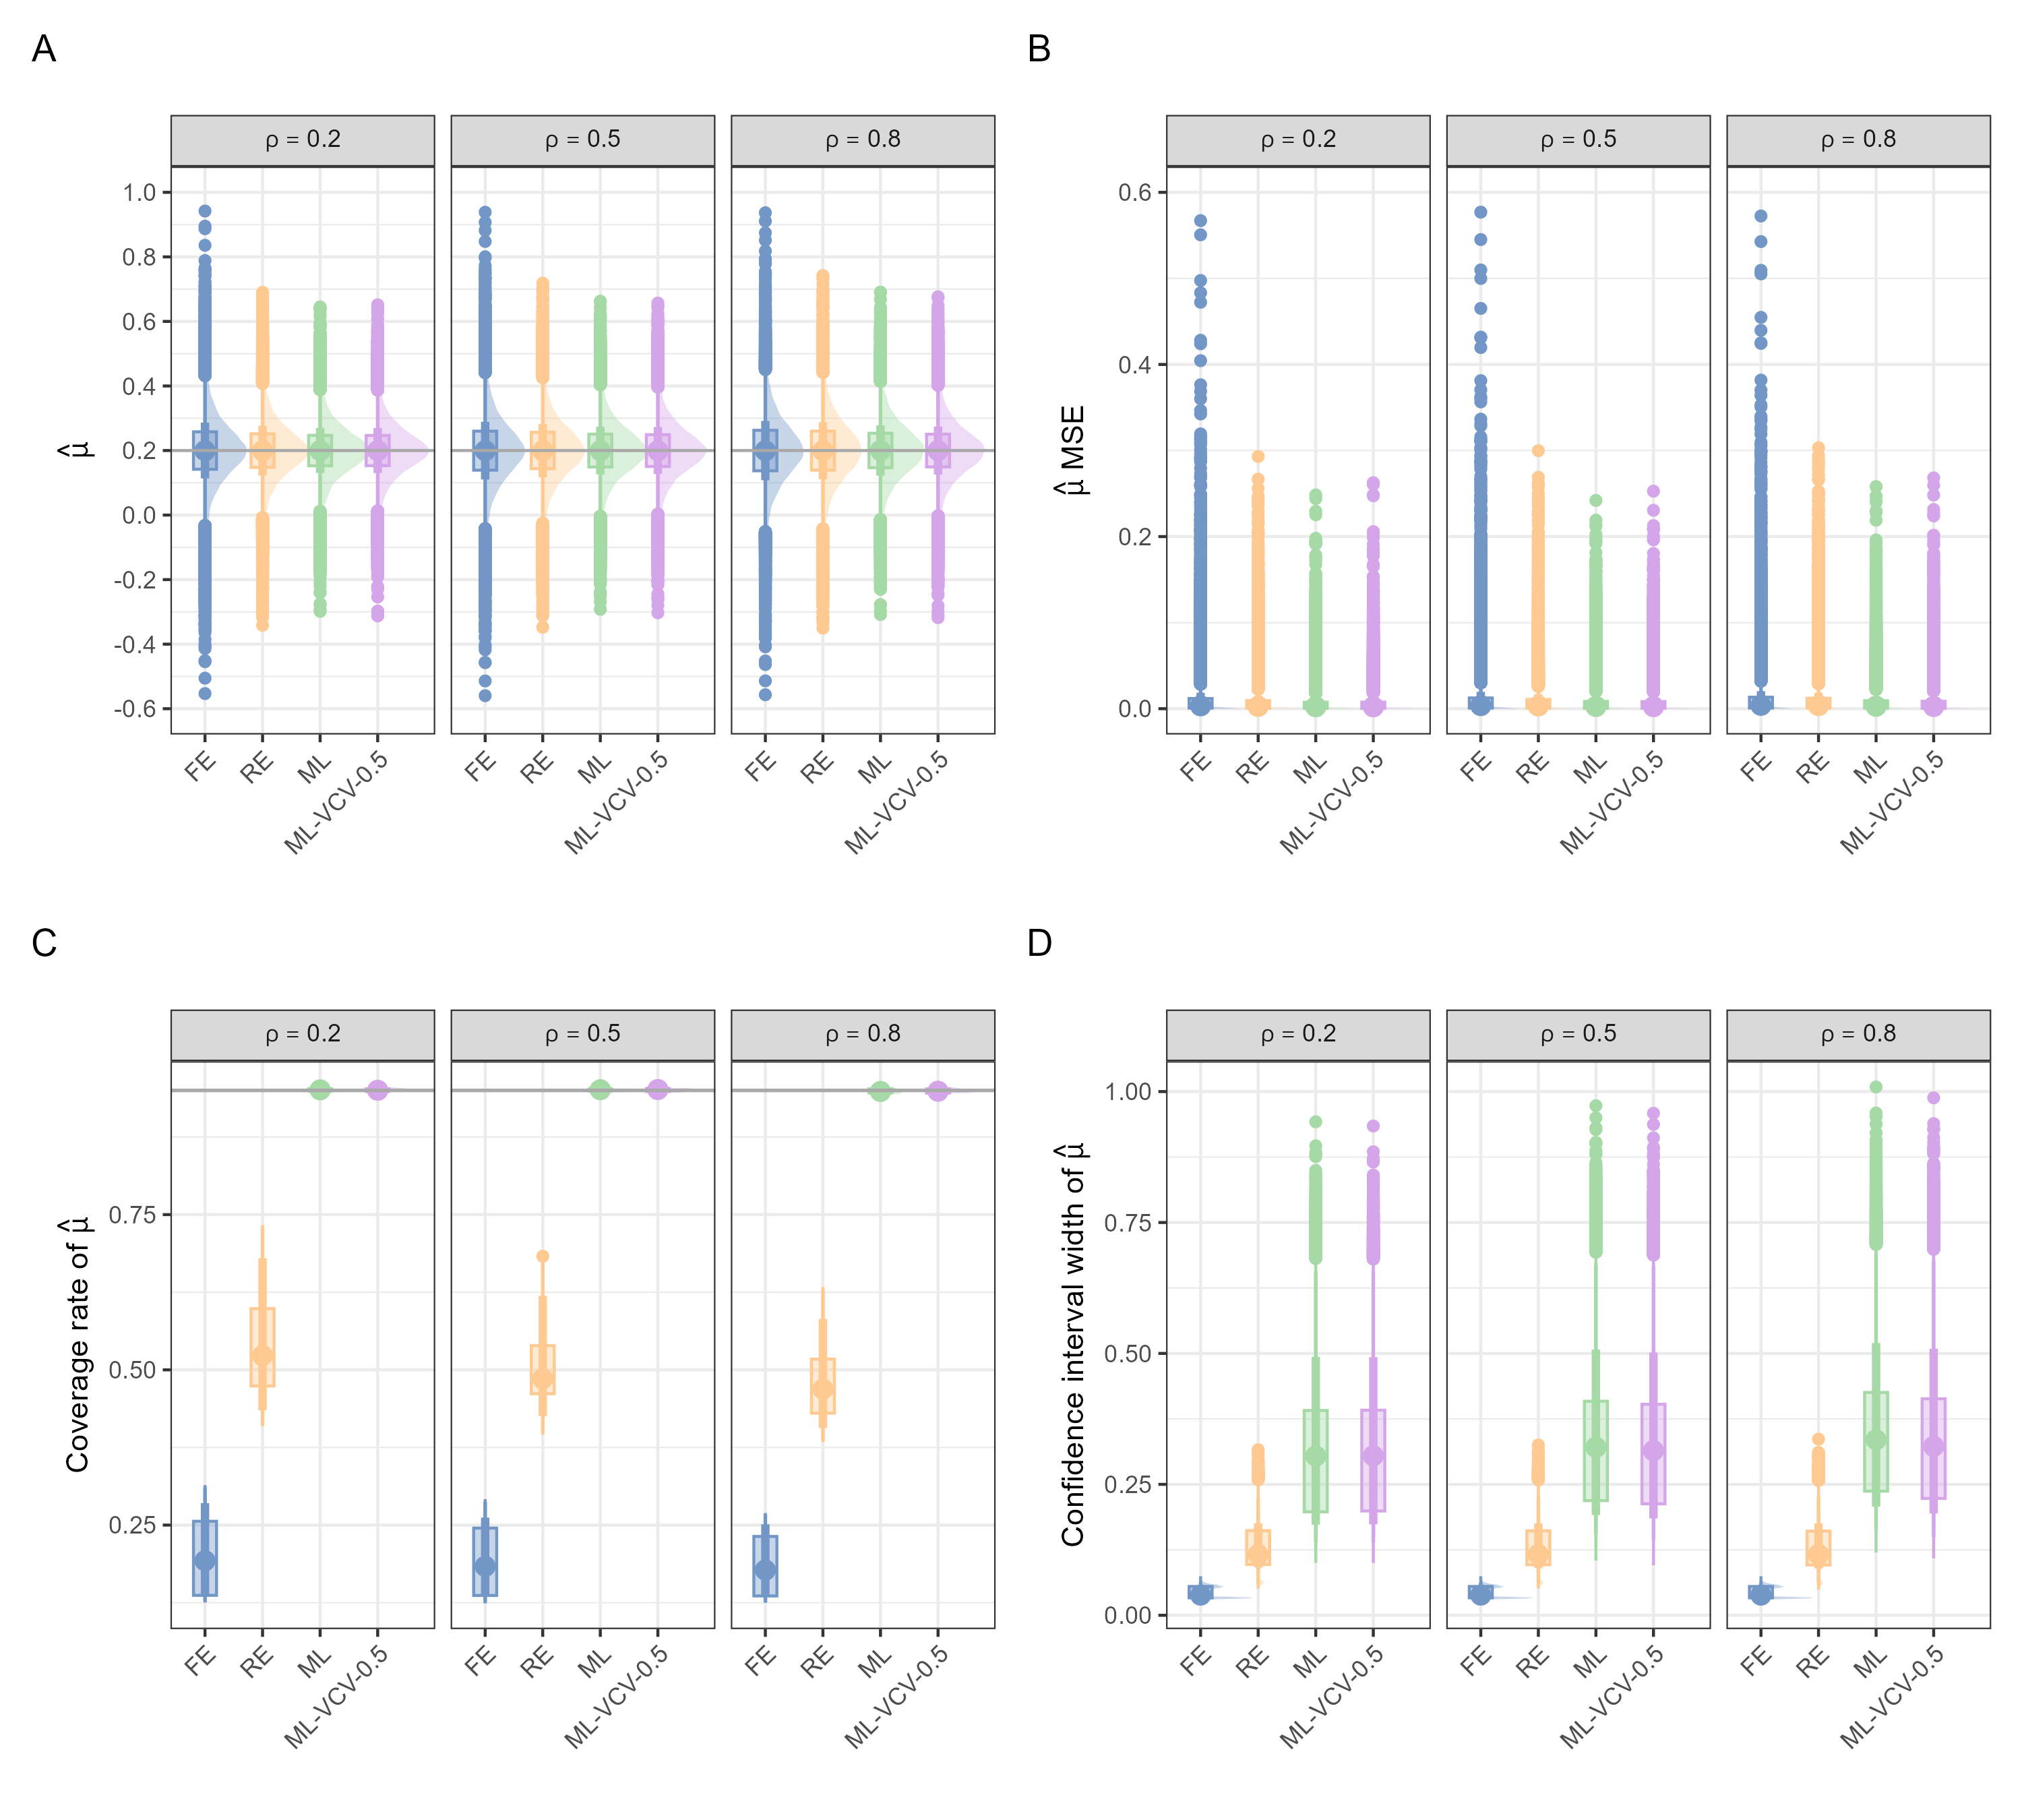 A
ρ = 0.2 ρ = 0.5 ρ = 0.8
μ̂
1.0
0.8
0.6
0.4
0.2
0.0
-0.2
-0.4
-0.6
FE RE ML ML-VCV-0.5 FE RE ML ML-VCV-0.5 FE RE ML ML-VCV-0.5
B
ρ = 0.2 ρ = 0.5 ρ = 0.8
μ̂ MSE
0.6
0.4
0.2
0.0
FE RE ML ML-VCV-0.5 FE RE ML ML-VCV-0.5 FE RE ML ML-VCV-0.5
C
ρ = 0.2 ρ = 0.5 ρ = 0.8
Coverage rate of μ̂
0.75
0.50
0.25
FE RE ML ML-VCV-0.5 FE RE ML ML-VCV-0.5 FE RE ML ML-VCV-0.5
D
ρ = 0.2 ρ = 0.5 ρ = 0.8
Confidence interval width of μ̂
1.00
0.75
0.50
0.25
0.00
FE RE ML ML-VCV-0.5 FE RE ML ML-VCV-0.5 FE RE ML ML-VCV-0.5